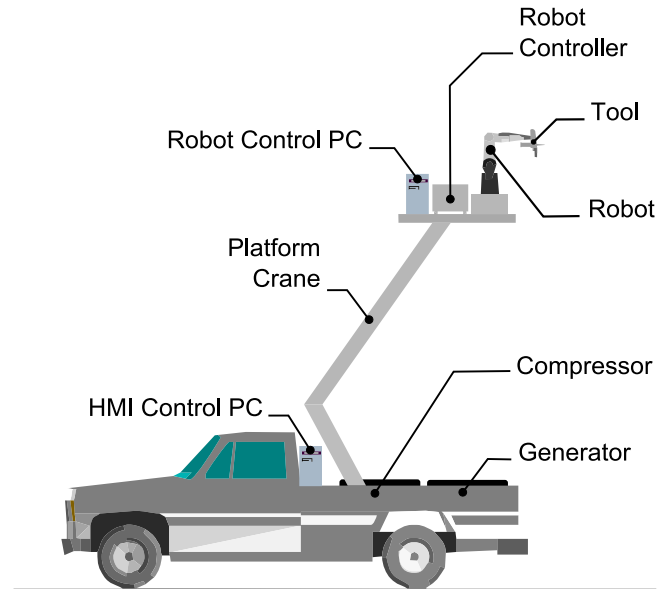 Robot
Controller
Tool
Robot Control PC
Robot
Platform
Crane
Compressor
HMI Control PC
Generator